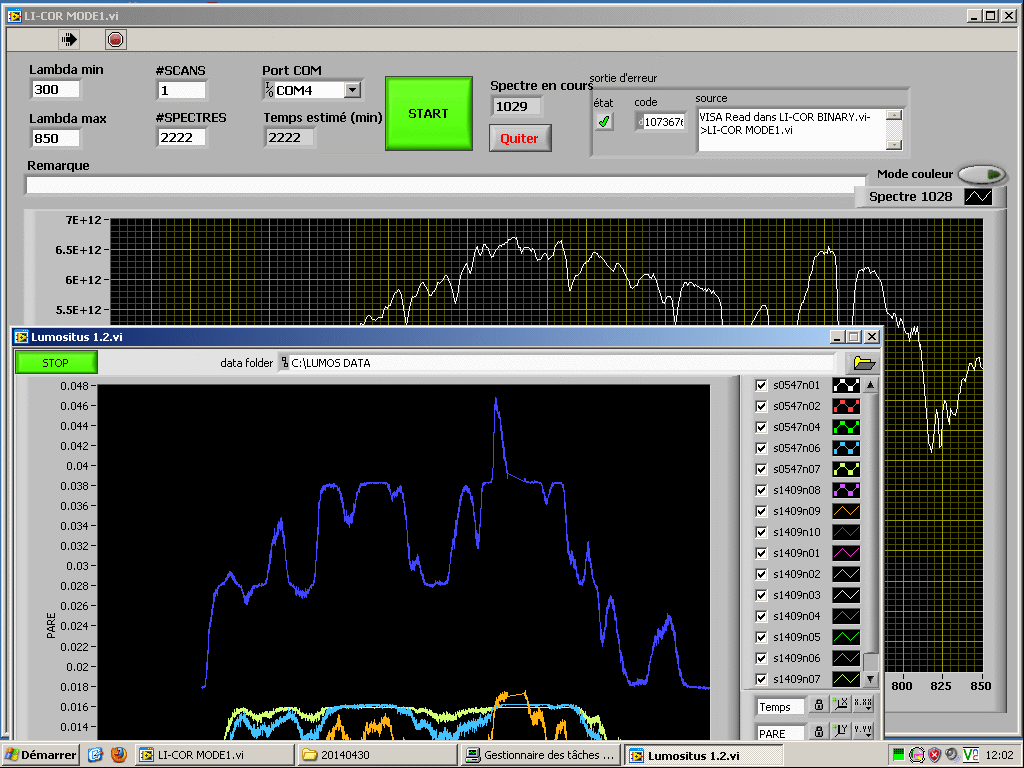 LI-COR MODE1.vi
Lambda min
#SCANS
Port COM
300
1
COM4
Spectre en cours
sortie d'erreur
START
1029
état
code
source
Lambda max
#SPECTRES
Temps estimé (min)
850
2222
2222
Quiter
VISA Read dans LI-COR BINARY.vi-
>LI-COR MODE1.vi
Remarque
Mode couleur
Spectre 1028
7E+12
6.5E+12
6E+12
5.5E+12
Lumositus 1.2.vi
STOP
data folder
C:\LUMOS DATA
0.048
0.046
0.044
0.042
0.04
0.038
0.036
0.034
0.032
0.03
0.028
0.026
0.024
0.022
0.02
0.018
0.016
0.014
PARE
s0547n01
s0547n02
s0547n04
s0547n06
s0547n07
s1409n08
s1409n09
s1409n10
s1409n01
s1409n02
s1409n03
s1409n04
s1409n05
s1409n06
s1409n07
800 825 850
Temps
X.XX
PARE
Y.YY
Démarrer
LI-COR MODE1.vi
20140430
Gestionnaire des tâches ...
Lumositus 1.2.vi
12:02